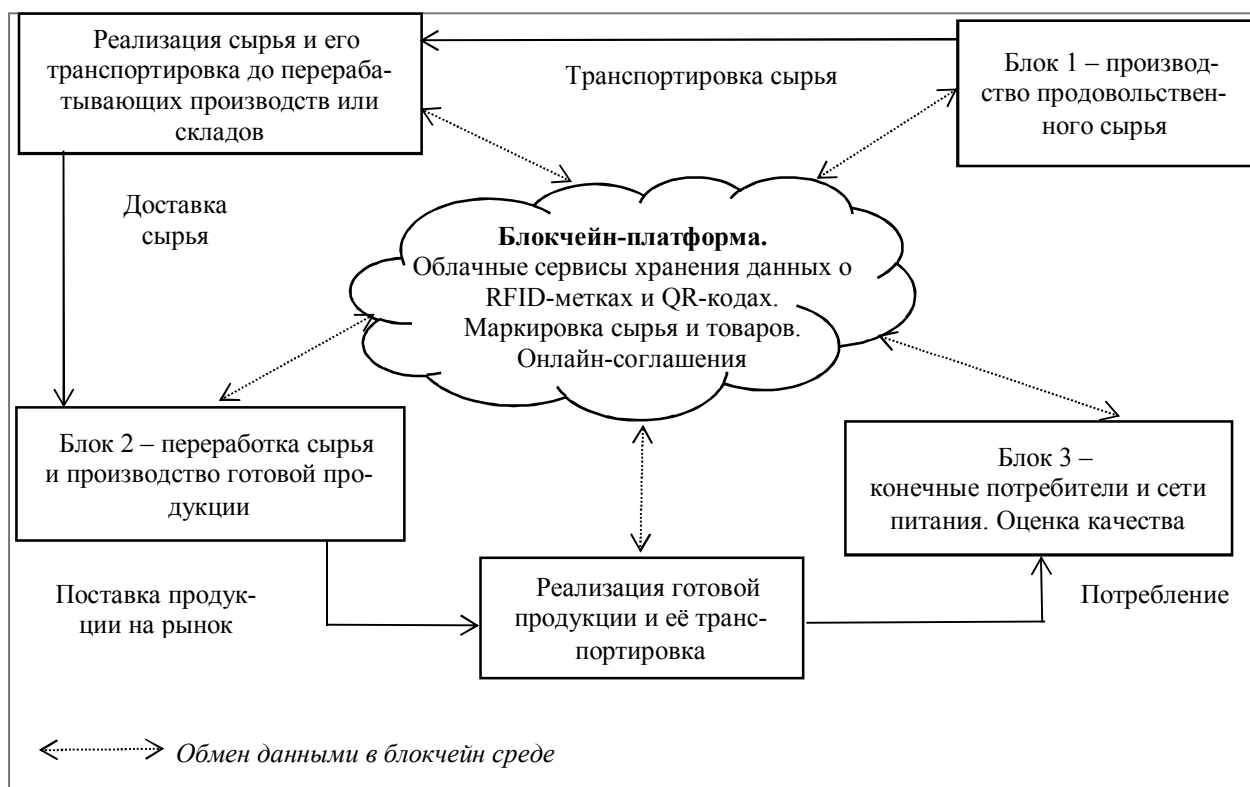 Реализация сырья и его
транспортировка до перераба-
тывающих производств или
складов
Транспортировка сырья
Блок 1 – производ-
ство продовольствен-
ного сырья
Доставка
сырья
Блокчейн-платформа.
Облачные сервисы хранения данных о
RFID-метках и QR-кодах.
Маркировка сырья и товаров.
Онлайн-соглашения
Блок 2 – переработка сырья
и производство готовой про-
дукции
Блок 3 –
конечные потребители и сети
питания. Оценка качества
Поставка продук-
ции на рынок
Реализация готовой
продукции и её транс-
портировка
Потребление
Обмен данными в блокчейн среде